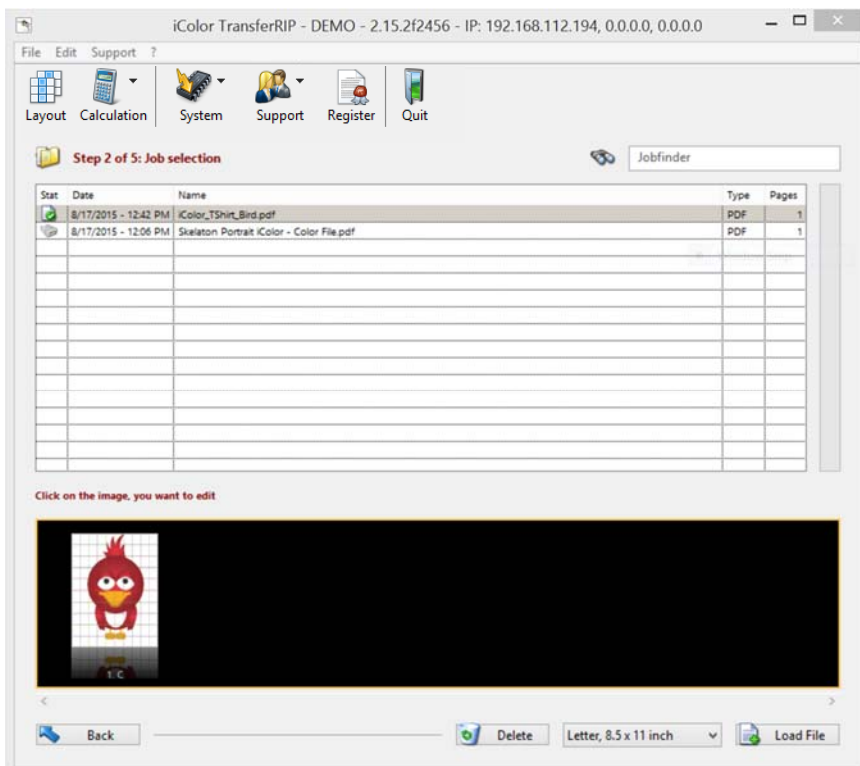 iColor TransferRIP - DEMO - 2.15.2f2456 - IP: 192.168.112.194, 0.0.0.0, 0.0.0.0
File Edit Support ?
Layout Calculation System Support Register Quit
Step 2 of 5: Job selection Jobfinder
Stat Date Name Type Pages
8/17/2015 - 12:42 PM iColor_TShirt_Bird.pdf PDF 1
8/17/2015 - 12:06 PM Skelaton Portrait iColor - Color File.pdf PDF 1
Click on the image, you want to edit
1. C
< >
Back Delete Letter, 8.5 x 11 inch Load File